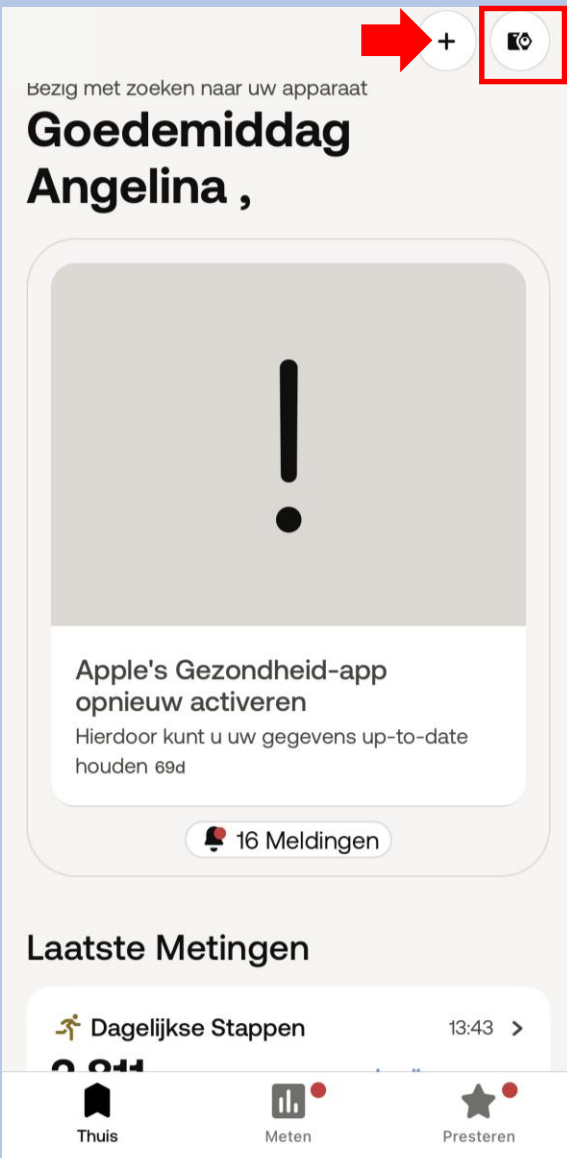 Bezig met zoeken naar uw apparaat
Goedemiddag
Angelina ,
Apple's Gezondheid-app
opnieuw activeren
Hierdoor kunt u uw gegevens up-to-date
houden 69d
16 Meldingen
Laatste Metingen
Dagelijkse Stappen 13:43
Thuis Meten Presteren